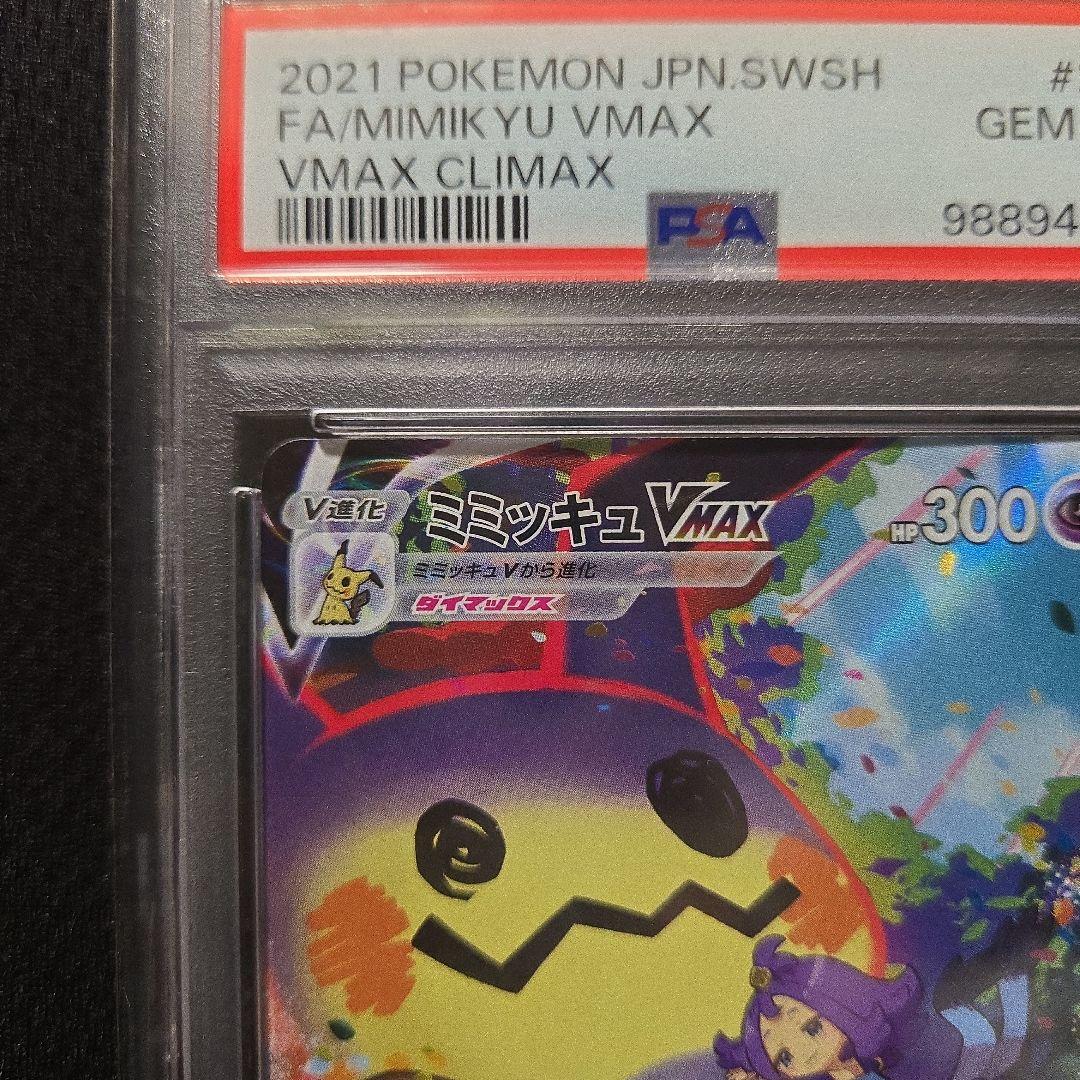 2021 POKEMON JPN.SWSH #
FA/MIMIKYU VMAX GEM
VMAX CLIMAX
PSA 98894
V進化 ミミッキュVMAX HP300
ミミッキュVから進化
ダイマックス